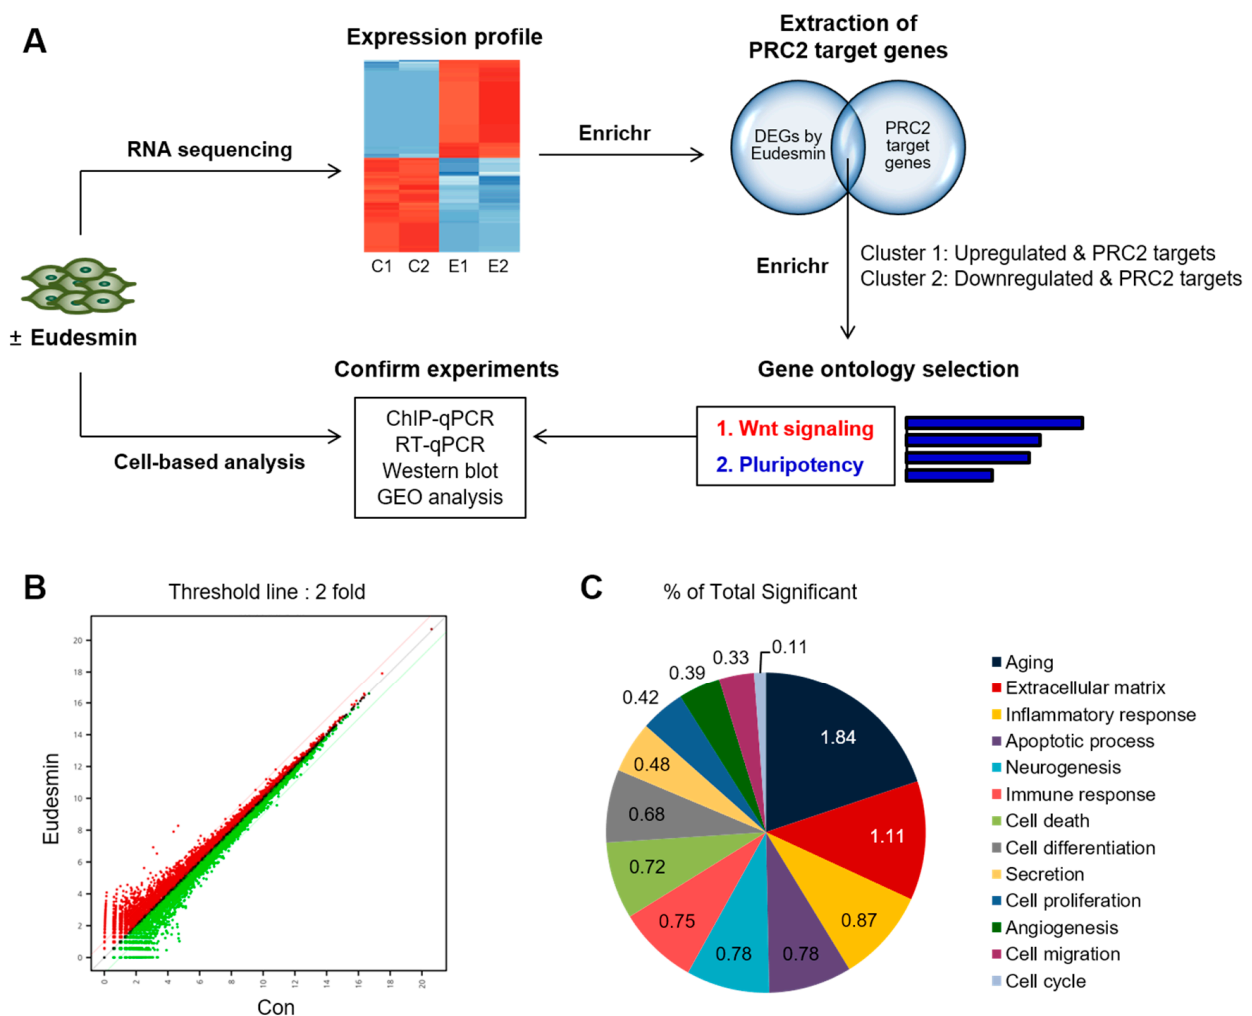 A
Expression profile
Extraction of
PRC2 target genes
RNA sequencing
Enrichr
DEGs by
Eudesmin
PRC2
target
genes
C1 C2 E1 E2
Enrichr
Cluster 1: Upregulated & PRC2 targets
Cluster 2: Downregulated & PRC2 targets
± Eudesmin
Confirm experiments
Gene ontology selection
ChIP-qPCR
RT-qPCR
Western blot
GEO analysis
1. Wnt signaling
2. Pluripotency
Cell-based analysis
B
Threshold line : 2 fold
Eudesmin
20
18
16
14
12
10
8
6
4
2
0
0 2 4 6 8 10 12 14 16 18 20
Con
C
% of Total Significant
1.84
1.11
0.87
0.78
0.78
0.75
0.72
0.68
0.48
0.42
0.39
0.33
0.11
Aging
Extracellular matrix
Inflammatory response
Apoptotic process
Neurogenesis
Immune response
Cell death
Cell differentiation
Secretion
Cell proliferation
Angiogenesis
Cell migration
Cell cycle